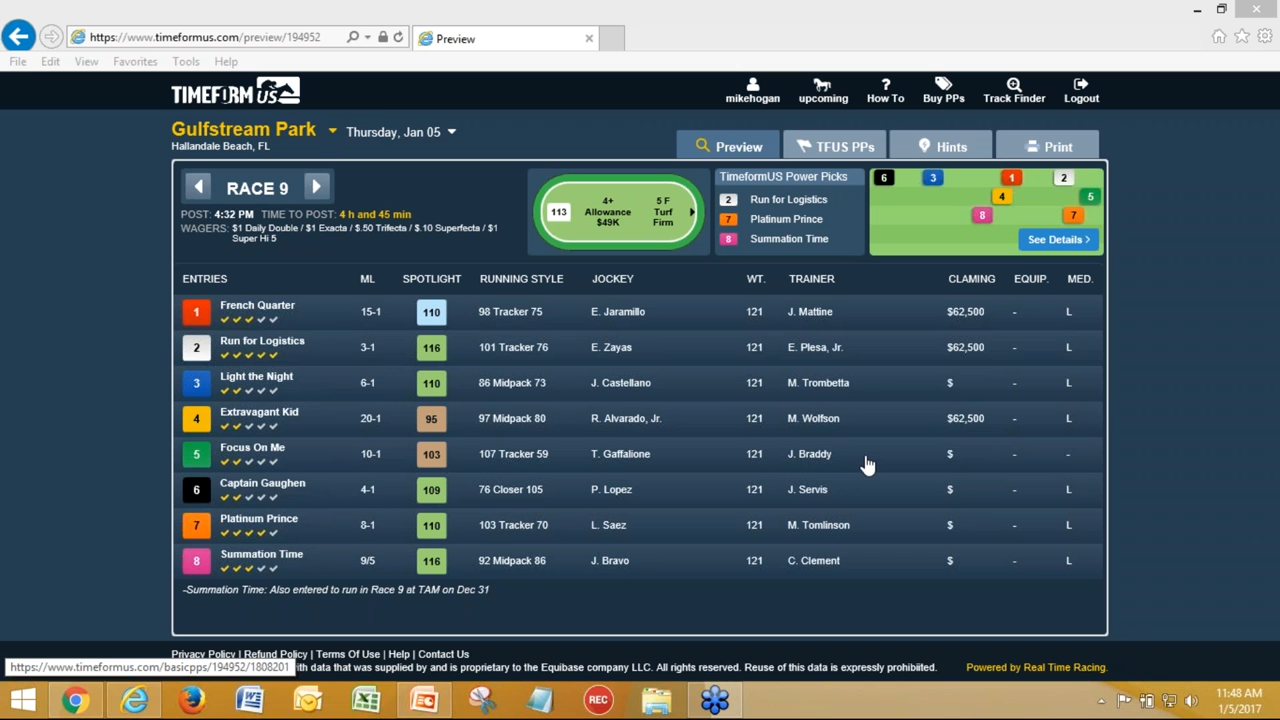 https://www.timeformus.com/preview/194952
Preview
File Edit View Favorites Tools Help
TIMEFORM US
mikehogan upcoming How To Buy PPs Track Finder Logout
Gulfstream Park Thursday, Jan 05
Hallandale Beach, FL
Preview TFUS PPs Hints Print
RACE 9
POST: 4:32 PM TIME TO POST: 4 h and 45 min
WAGERS: $1 Daily Double / $1 Exacta / $.50 Trifecta / $.10 Superfecta / $1
Super Hi 5
113
4+
Allowance
$49K
5 F
Turf
Firm
TimeformUS Power Picks
2 Run for Logistics
7 Platinum Prince
8 Summation Time
6 3 1 2
4 5
8 7
See Details >
ENTRIES ML SPOTLIGHT RUNNING STYLE JOCKEY WT. TRAINER CLAMING EQUIP. MED.
1 French Quarter 15-1 110 98 Tracker 75 E. Jaramillo 121 J. Mattine $62,500 - L
2 Run for Logistics 3-1 116 101 Tracker 76 E. Zayas 121 E. Plesa, Jr. $62,500 - L
3 Light the Night 6-1 110 86 Midpack 73 J. Castellano 121 M. Trombetta $ - L
4 Extravagant Kid 20-1 95 97 Midpack 80 R. Alvarado, Jr. 121 M. Wolfson $62,500 - L
5 Focus On Me 10-1 103 107 Tracker 59 T. Gaffalione 121 J. Braddy $ - -
6 Captain Gaughen 4-1 109 76 Closer 105 P. Lopez 121 J. Servis $ - L
7 Platinum Prince 8-1 110 103 Tracker 70 L. Saez 121 M. Tomlinson $ - L
8 Summation Time 9/5 116 92 Midpack 86 J. Bravo 121 C. Clement $ - L
-Summation Time: Also entered to run in Race 9 at TAM on Dec 31
Privacy Policy | Refund Policy | Terms Of Use | Help | Contact Us
https://www.timeformus.com/basicpps/194952/1808201
ith data that was supplied by and is proprietary to the Equibase company LLC. All rights reserved. Reuse of this data is expressly prohibiited.
Powered by Real Time Racing.
REC
11:48 AM
1/5/2017